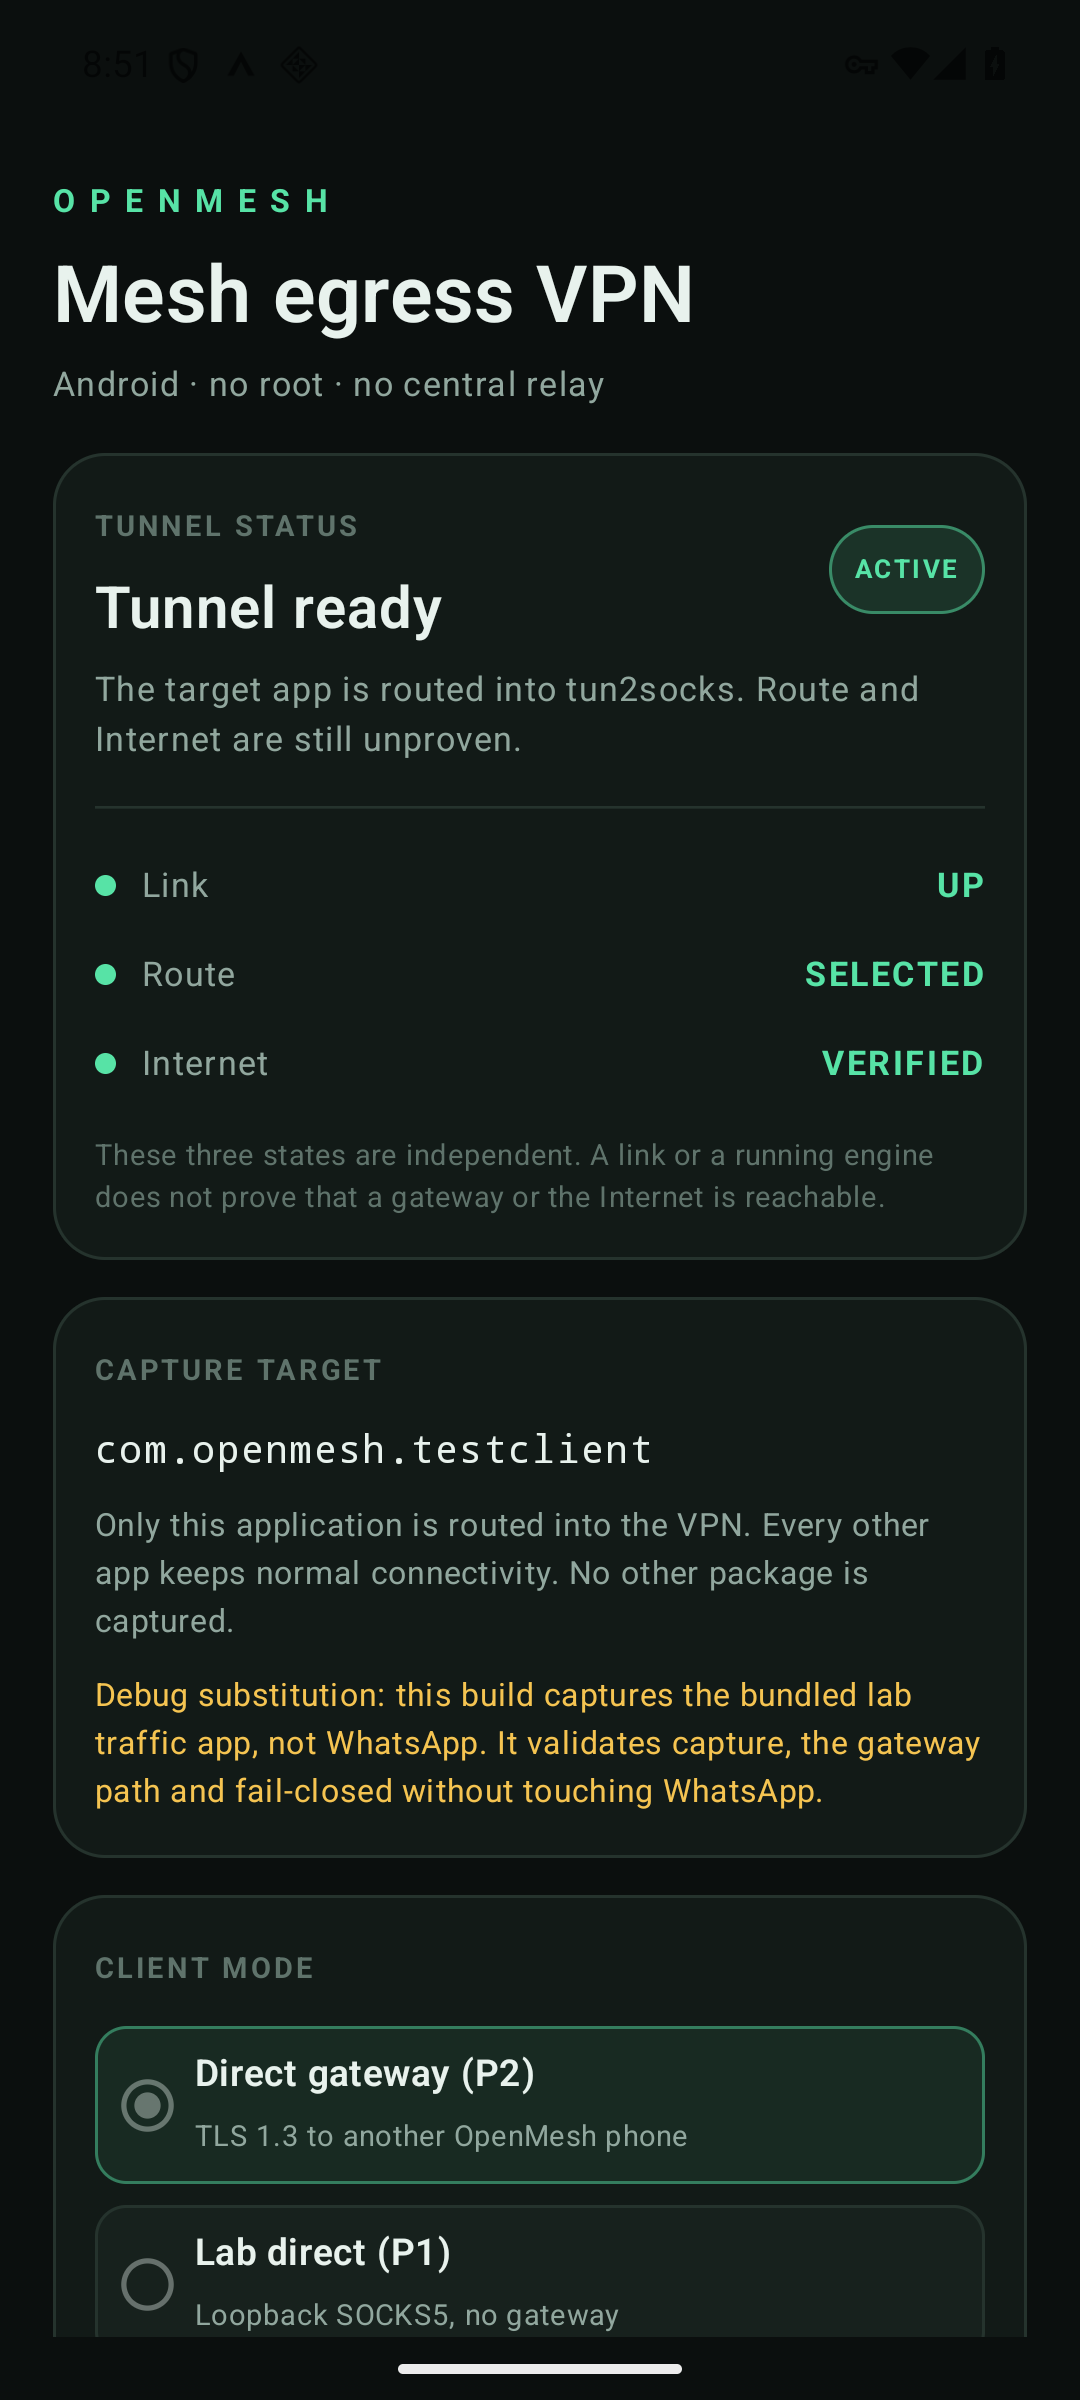 8:51
OPENMESH
Mesh egress VPN
Android · no root · no central relay
TUNNEL STATUS
ACTIVE
Tunnel ready
The target app is routed into tun2socks. Route and
Internet are still unproven.
Link UP
Route SELECTED
Internet VERIFIED
These three states are independent. A link or a running engine
does not prove that a gateway or the Internet is reachable.
CAPTURE TARGET
com.openmesh.testclient
Only this application is routed into the VPN. Every other
app keeps normal connectivity. No other package is
captured.
Debug substitution: this build captures the bundled lab
traffic app, not WhatsApp. It validates capture, the gateway
path and fail-closed without touching WhatsApp.
CLIENT MODE
Direct gateway (P2)
TLS 1.3 to another OpenMesh phone
Lab direct (P1)
Loopback SOCKS5, no gateway